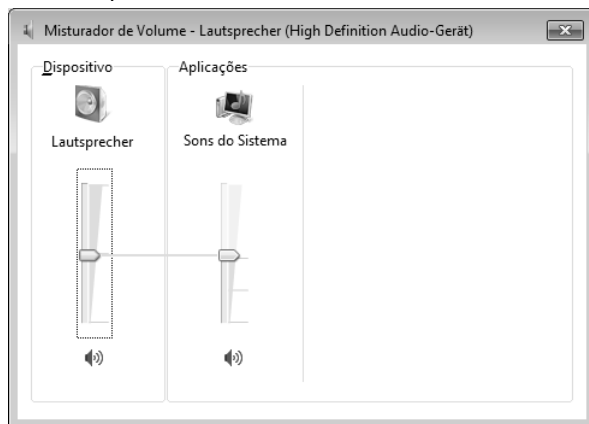 Misturador de Volume - Lautsprecher (High Definition Audio-Gerät)
Dispositivo
Aplicações
Lautsprecher
Sons do Sistema